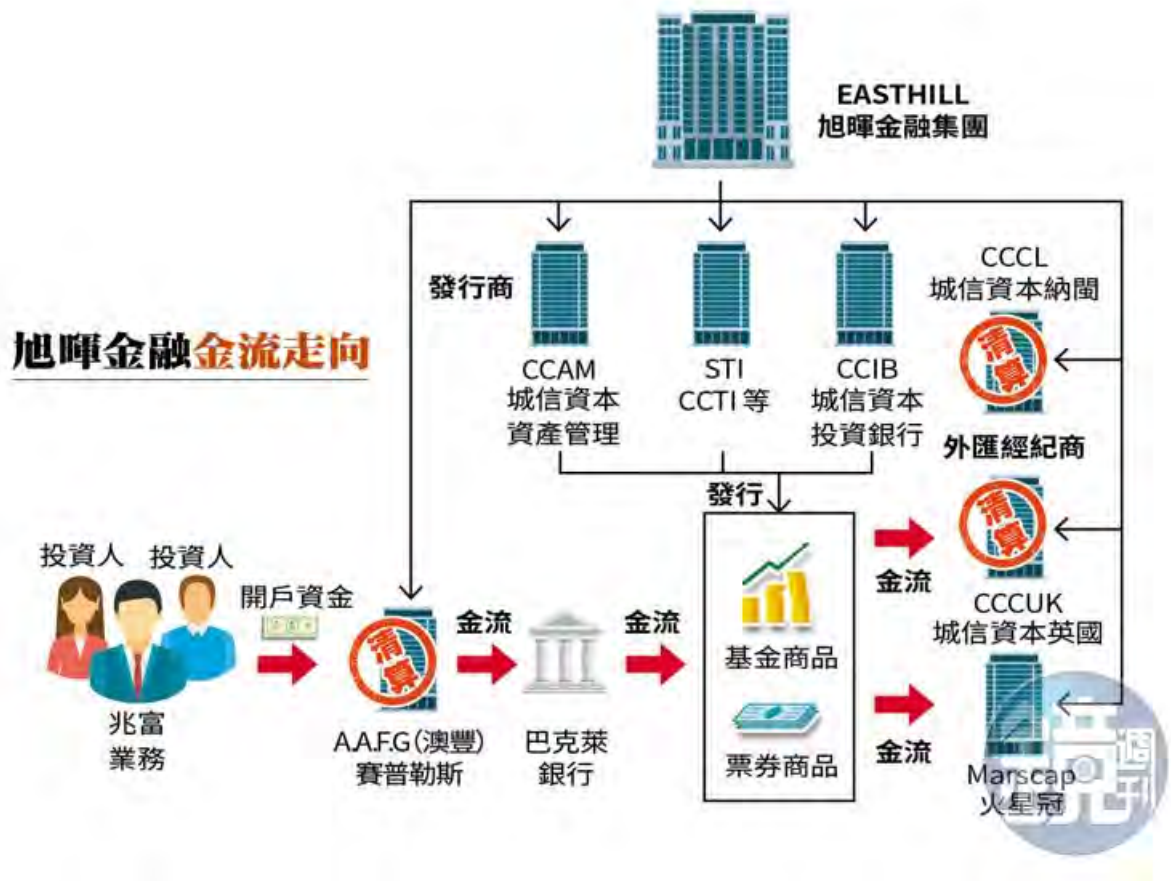 EASTHILL
旭暉金融集團
發行商
CCAM
城信資本
資產管理
STI
CCTI 等
CCIB
城信資本
投資銀行
CCCL
城信資本納閩
清算
外匯經紀商
清算
CCCUK
城信資本英國
旭暉金融金流走向
發行
投資人
投資人
兆富
業務
開戶資金
清算
A.A.F.G(澳豐)
賽普勒斯
金流
巴克萊
銀行
金流
基金商品
票券商品
金流
金流
Marscap
火星冠
鏡週刊